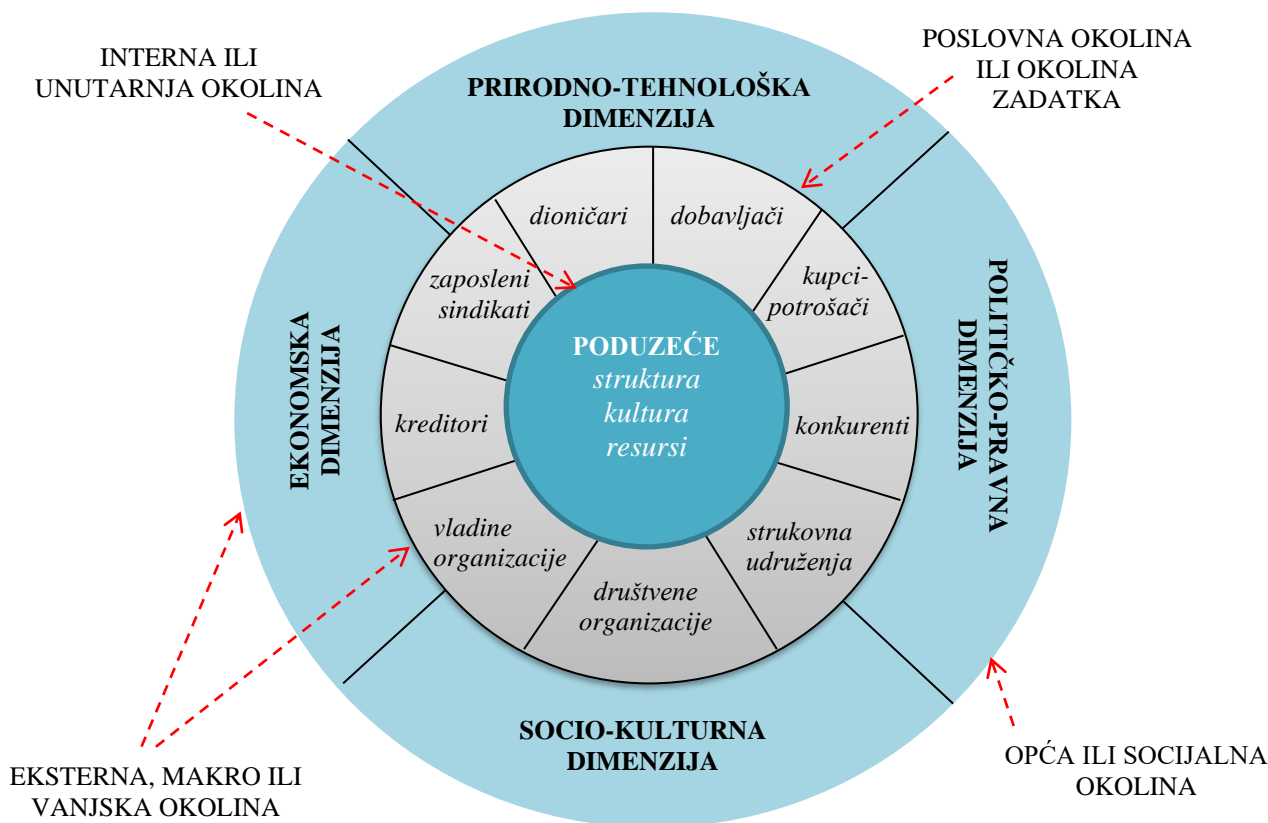 INTERNA ILI
UNUTARNJA OKOLINA
POSLOVNA OKOLINA
ILI OKOLINA
ZADATKA
PRIRODNO-TEHNOLOŠKA
DIMENZIJA
dioničari
dobavljači
zaposleni
sindikati
kupci-
potrošači
EKONOMSKA
DIMENZIJA
POLITIČKO-PRAVNA
DIMENZIJA
PODUZEĆE
struktura
kultura
resursi
kreditori
konkurenti
vladine
organizacije
strukovna
udruženja
društvene
organizacije
SOCIO-KULTURNA
DIMENZIJA
EKSTERNA, MAKRO ILI
VANJSKA OKOLINA
OPĆA ILI SOCIJALNA
OKOLINA